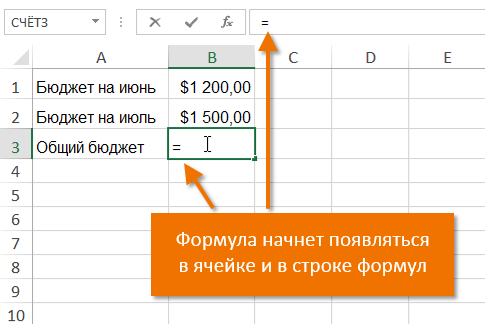 СЧЁТЗ =
A B C D E
1 Бюджет на июнь $1 200,00
2 Бюджет на июль $1 500,00
3 Общий бюджет =
4
5
6
7
8
9
10
Формула начнет появляться
в ячейке и в строке формул